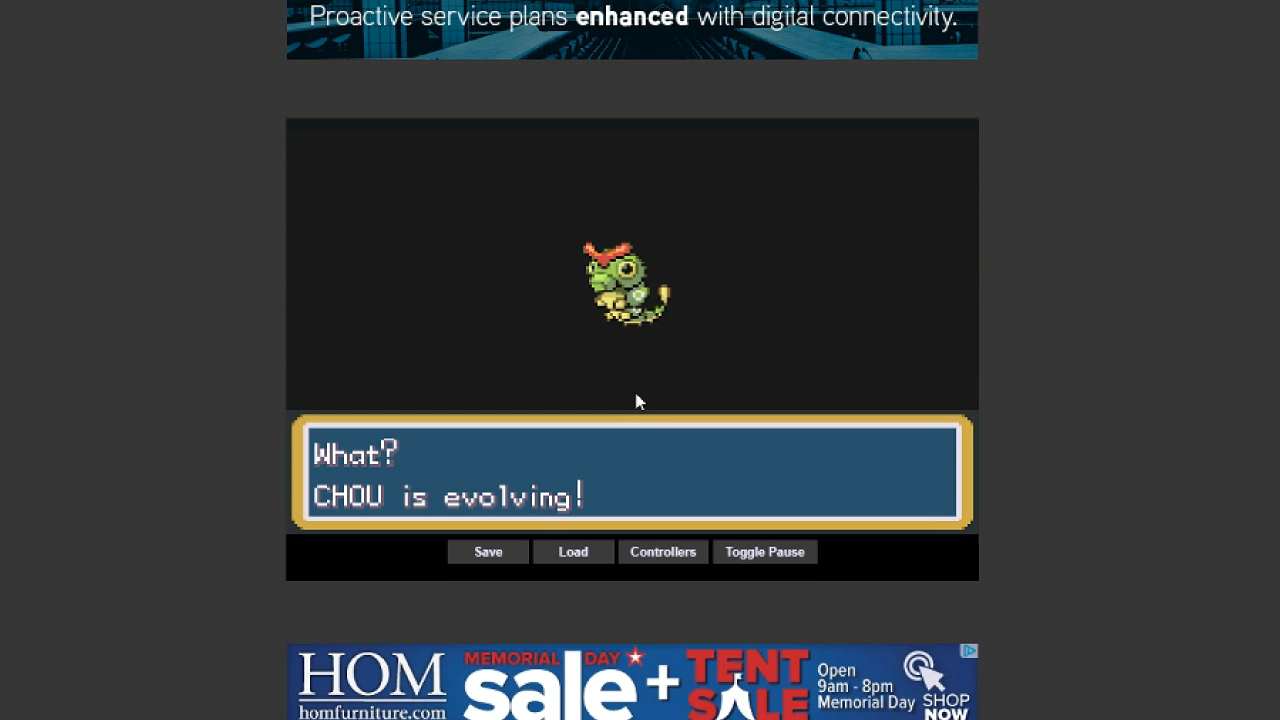 Proactive service plans enhanced with digital connectivity.
What?
CHOU is evolving!
Save Load Controllers Toggle Pause
HOM
homfurniture.com
MEMORIAL DAY
sale + TENT SALE
Open
9am - 8pm
Memorial Day
SHOP
NOW